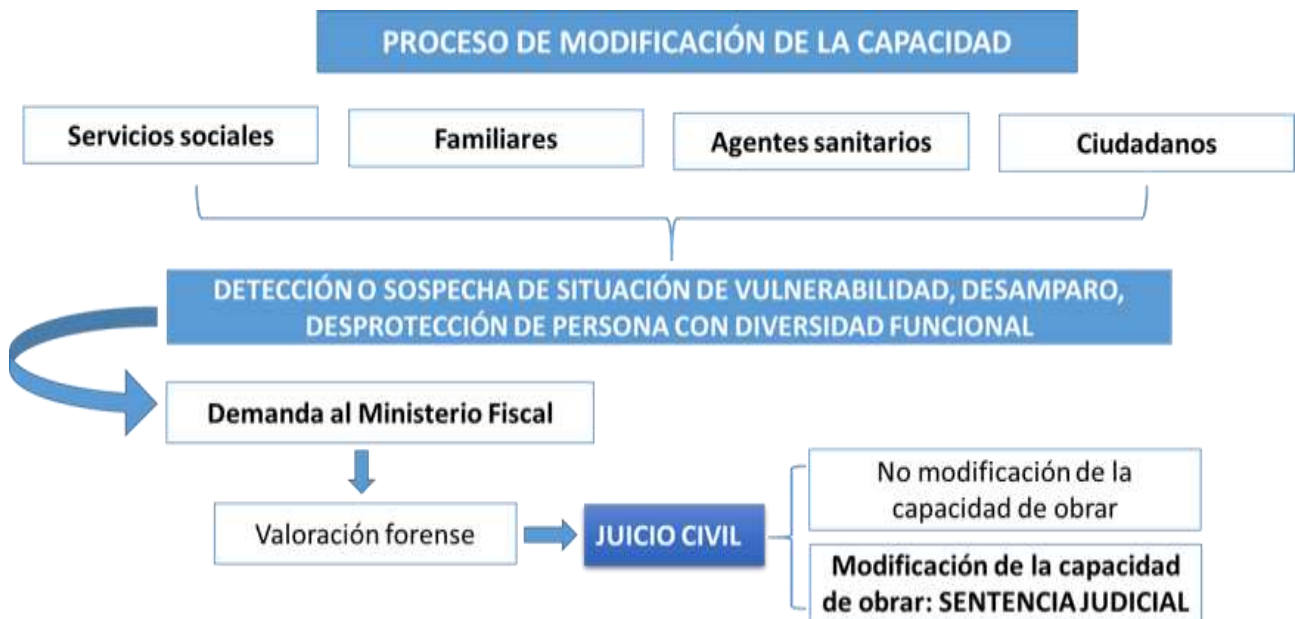 PROCESO DE MODIFICACIÓN DE LA CAPACIDAD
Servicios sociales
Familiares
Agentes sanitarios
Ciudadanos
DETECCIÓN O SOSPECHA DE SITUACIÓN DE VULNERABILIDAD, DESAMPARO,
DESPROTECCIÓN DE PERSONA CON DIVERSIDAD FUNCIONAL
Demanda al Ministerio Fiscal
Valoración forense
JUICIO CIVIL
No modificación de la
capacidad de obrar
Modificación de la capacidad
de obrar: SENTENCIA JUDICIAL